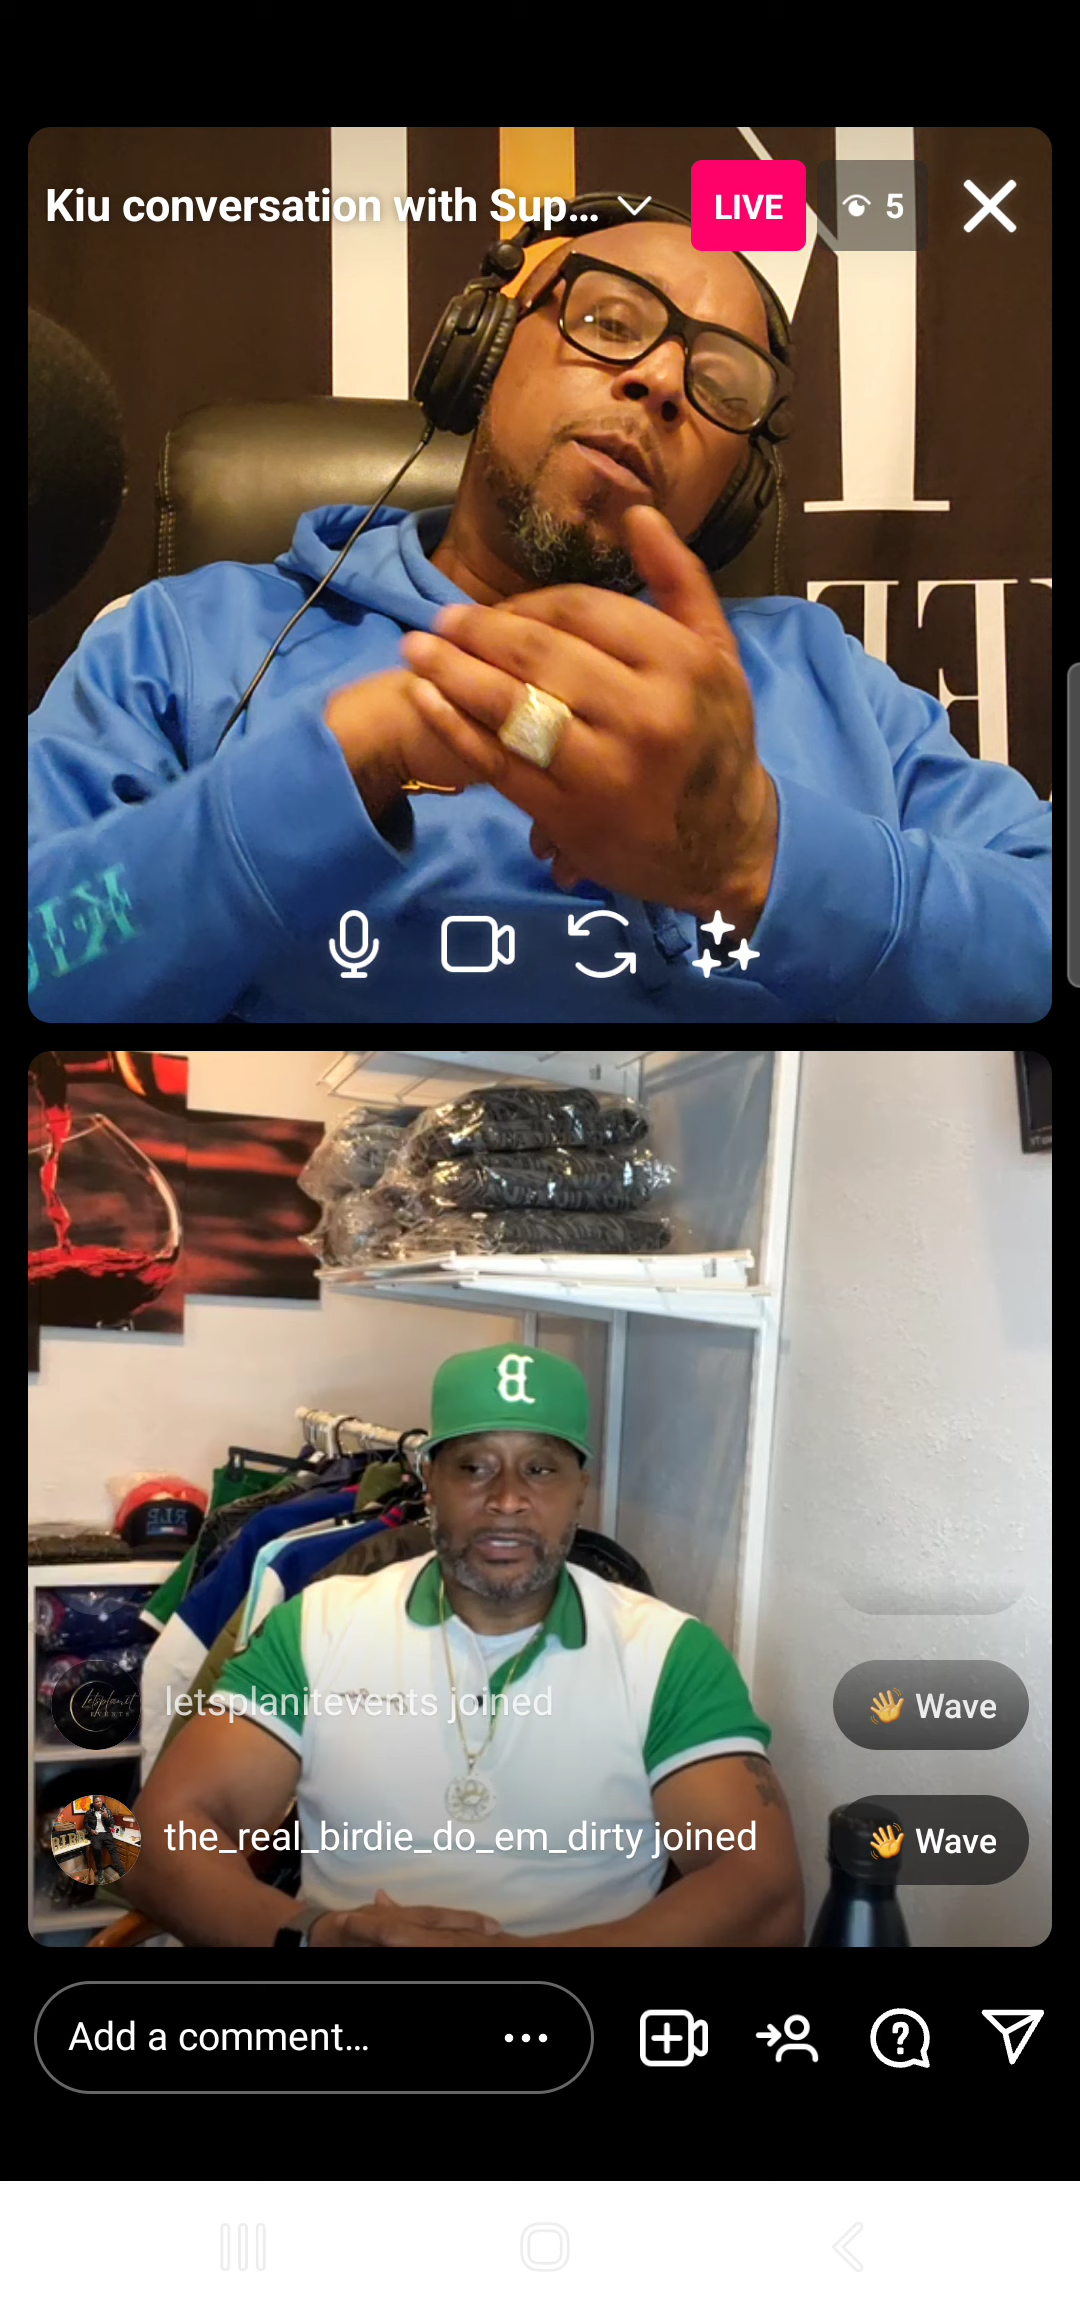 Kiu conversation with Sup...
LIVE
5
letsplanitevents joined
Wave
the_real_birdie_do_em_dirty joined
Wave
Add a comment...